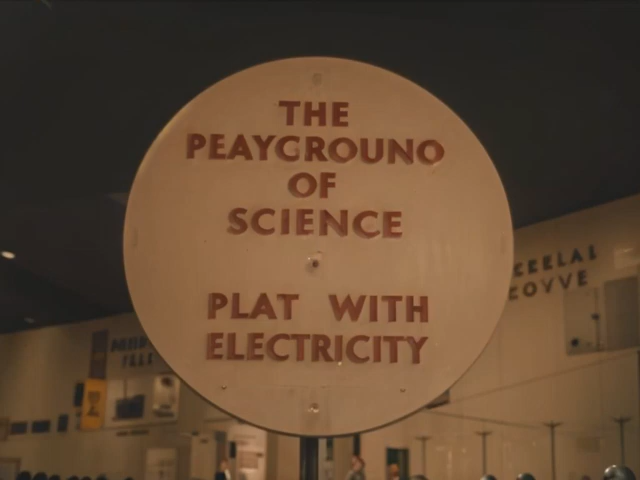 THE
PEAYGROUNO
OF
SCIENCE
PLAT WITH
ELECTRICITY